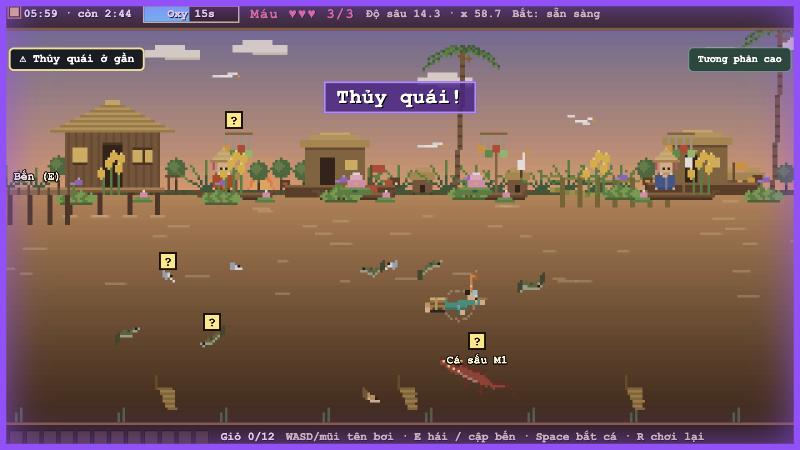 05:59 · còn 2:44 Oxy 15s Máu ♥♥♥ 3/3 Độ sâu 14.3 · x 58.7 Bắt: sẵn sàng
⚠ Thủy quái ở gần
Tương phản cao
Thủy quái!
?
Bến (E)
?
?
?
Cá sấu M1
Giỏ 0/12 WASD/mũi tên bơi · E hái / cập bến · Space bắt cá · R chơi lại